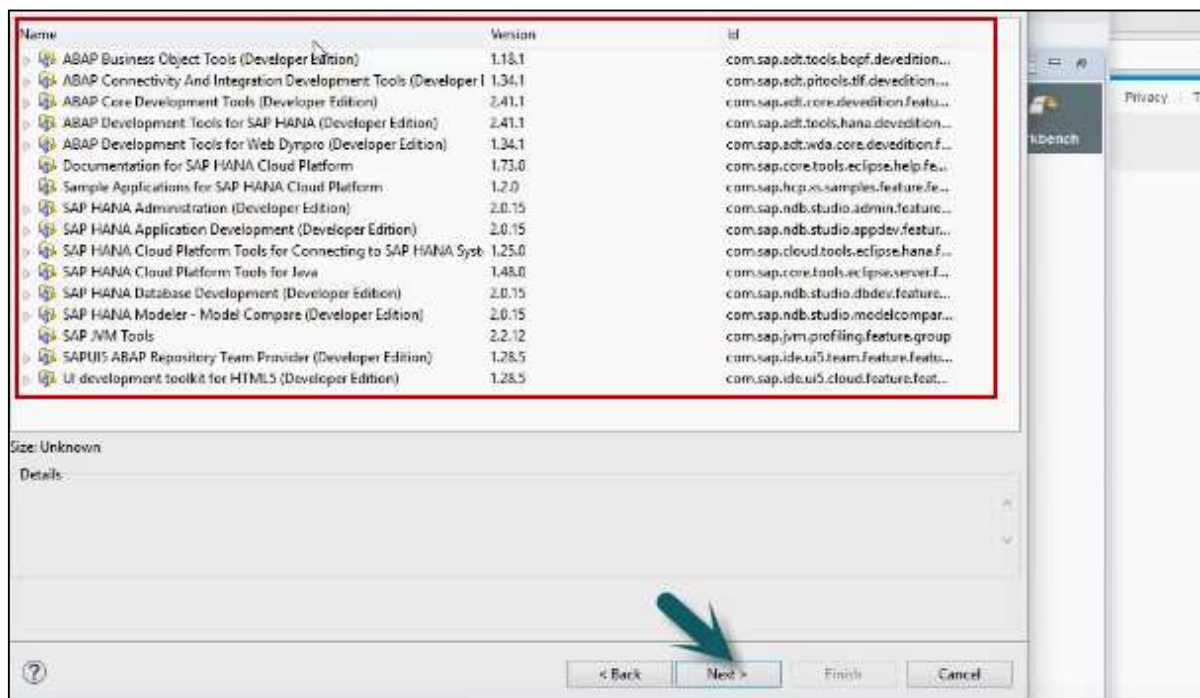 Name Version id
ABAP Business Object Tools (Developer Edition) 1.18.1 com.sap.adt.tools.bopf.devedition...
ABAP Connectivity And Integration Development Tools (Developer I 1.34.1 com.sap.adt.pitools.tlf.devedition....
ABAP Core Development Tools (Developer Edition) 2.41.1 com.sap.adt.core.devedition.featu...
ABAP Development Tools for SAP HANA (Developer Edition) 2.41.1 com.sap.adt.tools.hana.devedition...
ABAP Development Tools for Web Dynpro (Developer Edition) 1.34.1 com.sap.adt.wda.core.devedition.f...
Documentation for SAP HANA Cloud Platform 1.73.0 com.sap.core.tools.eclipse.help.fe...
Sample Applications for SAP HANA Cloud Platform 1.2.0 com.sap.hcp.xs.samples.feature.fe...
SAP HANA Administration (Developer Edition) 2.0.15 com.sap.ndb.studio.admin.feature...
SAP HANA Application Development (Developer Edition) 2.0.15 com.sap.ndb.studio.appdev.featur...
SAP HANA Cloud Platform Tools for Connecting to SAP HANA Syst 1.25.0 com.sap.cloud.tools.eclipse.hana.f...
SAP HANA Cloud Platform Tools for Java 1.48.0 com.sap.core.tools.eclipse.server.f...
SAP HANA Database Development (Developer Edition) 2.0.15 com.sap.ndb.studio.dbdev.feature...
SAP HANA Modeler - Model Compare (Developer Edition) 2.0.15 com.sap.ndb.studio.modelcompar...
SAP JVM Tools 2.2.12 com.sap.jvm.profiling.feature.group
SAPUI5 ABAP Repository Team Provider (Developer Edition) 1.28.5 com.sap.ide.ui5.team.feature.featu...
UI development toolkit for HTML5 (Developer Edition) 1.28.5 com.sap.ide.ui5.cloud.feature.feat...
Size: Unknown
Details
< Back Next > Finish Cancel
kbench
Privacy T